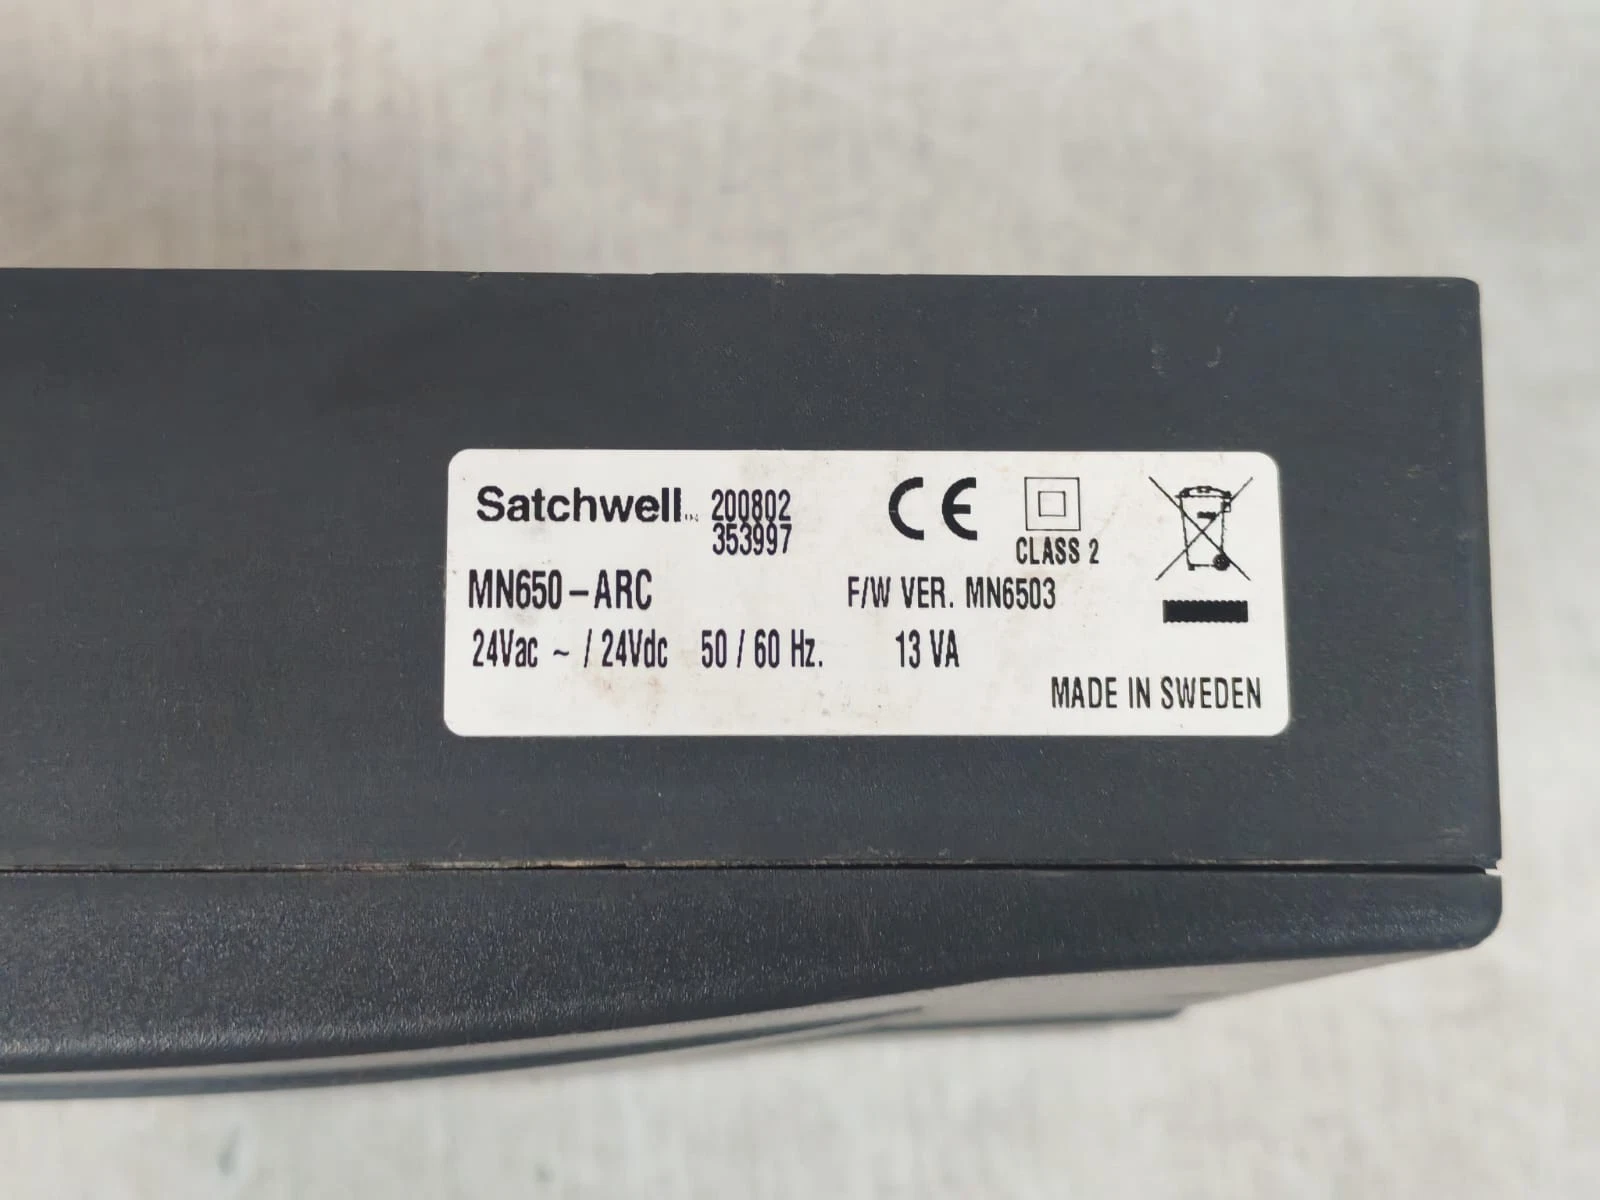 Satchwell™ 200802
353997
CE
CLASS 2
MN650-ARC F/W VER. MN6503
24Vac ~ / 24Vdc 50 / 60 Hz. 13 VA
MADE IN SWEDEN